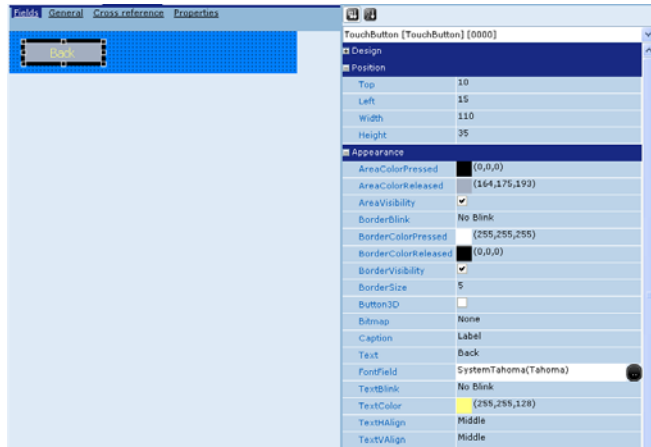 Fields General Cross reference Properties
Back
TouchButton [TouchButton] [0000]
Design
Position
Top 10
Left 15
Width 110
Height 35
Appearance
AreaColorPressed (0,0,0)
AreaColorReleased (164,175,193)
AreaVisibility
BorderBlink No Blink
BorderColorPressed (255,255,255)
BorderColorReleased (0,0,0)
BorderVisibility
BorderSize 5
Button3D
Bitmap None
Caption Label
Text Back
FontField SystemTahoma(Tahoma) ...
TextBlink No Blink
TextColor (255,255,128)
TextHAlign Middle
TextVAlign Middle